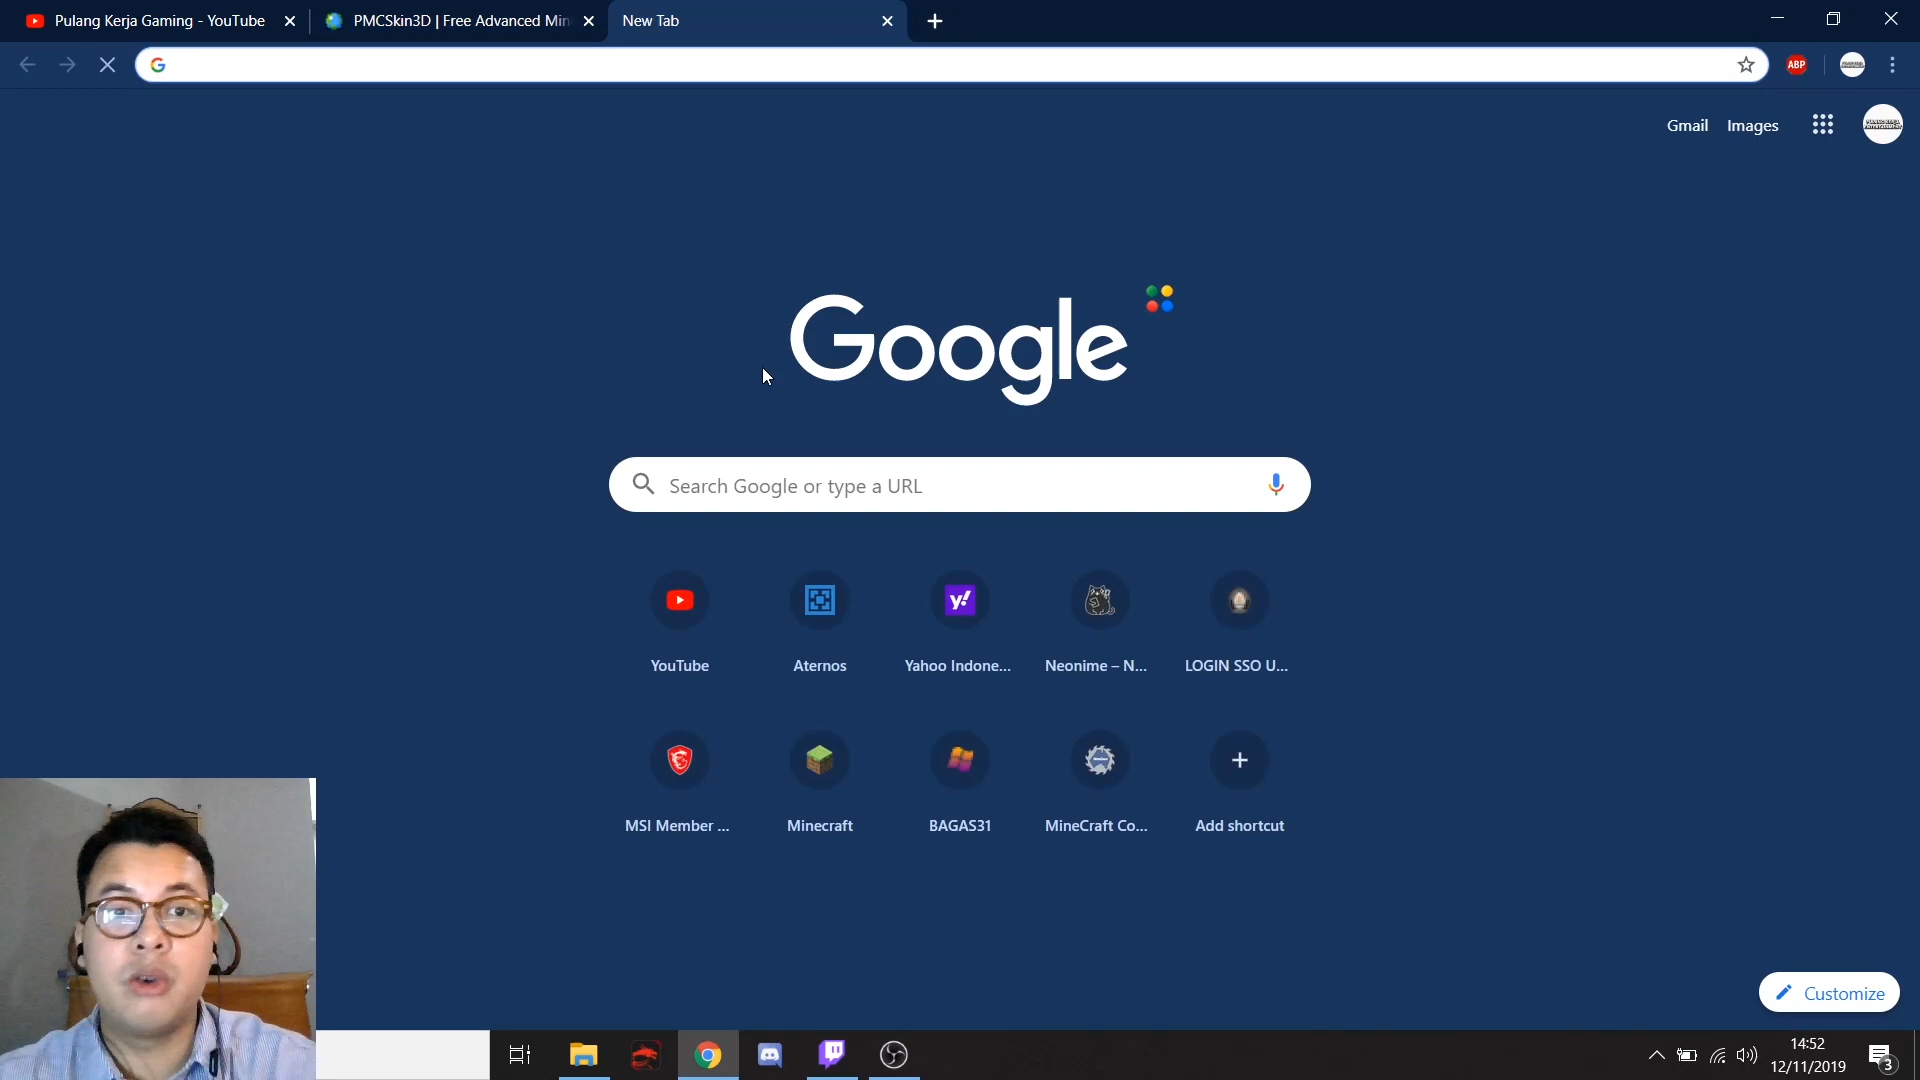 Pulang Kerja Gaming - YouTube
PMCSkin3D | Free Advanced Min
New Tab
ABP
Gmail
Images
Google
Search Google or type a URL
YouTube
Aternos
Yahoo Indone...
Neonime – N...
LOGIN SSO U...
MSI Member ...
Minecraft
BAGAS31
MineCraft Co...
Add shortcut
Customize
14:52
12/11/2019
3